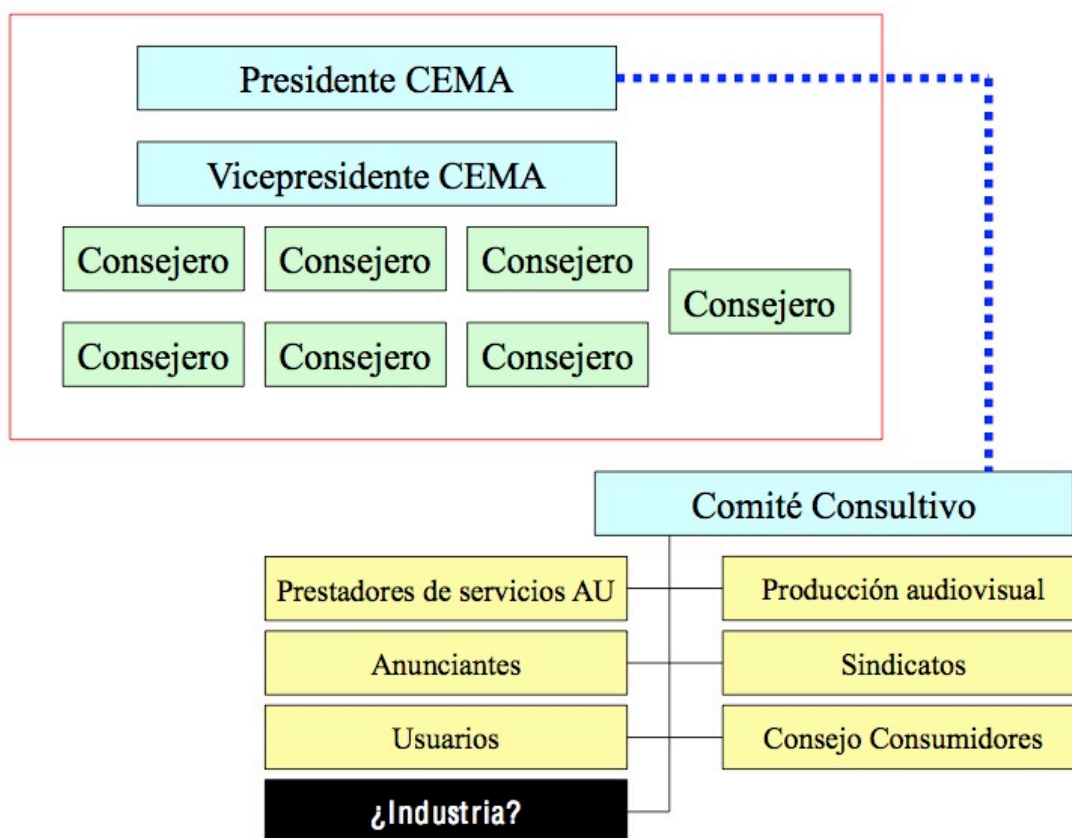 Presidente CEMA
Vicepresidente CEMA
Consejero
Consejero
Consejero
Consejero
Consejero
Consejero
Consejero
Comité Consultivo
Prestadores de servicios AU
Producción audiovisual
Anunciantes
Sindicatos
Usuarios
Consejo Consumidores
¿Industria?